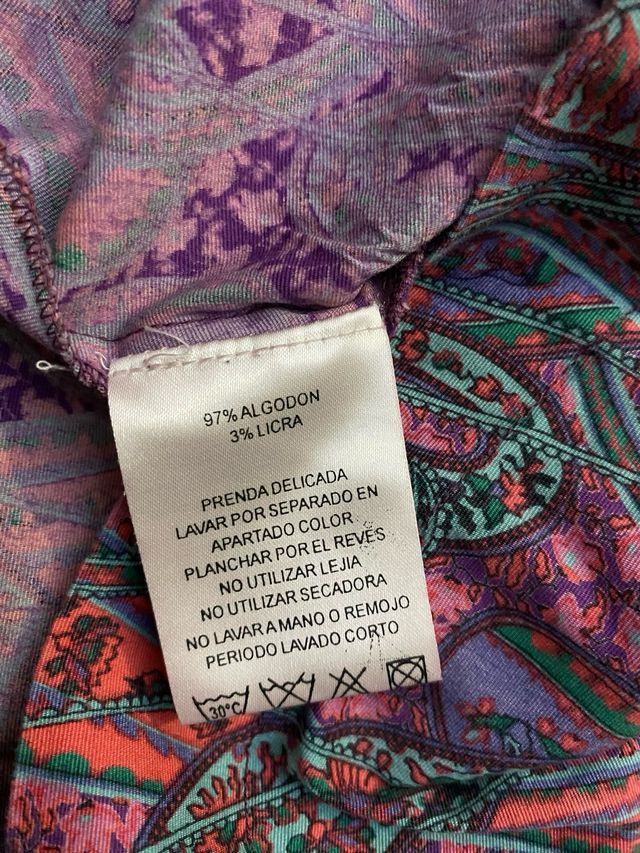 97% ALGODON
3% LICRA
PRENDA DELICADA
LAVAR POR SEPARADO EN
APARTADO COLOR
PLANCHAR POR EL REVÉS
NO UTILIZAR LEJIA
NO UTILIZAR SECADORA
NO LAVAR A MANO O REMOJO
PERIODO LAVADO CORTO
30°C